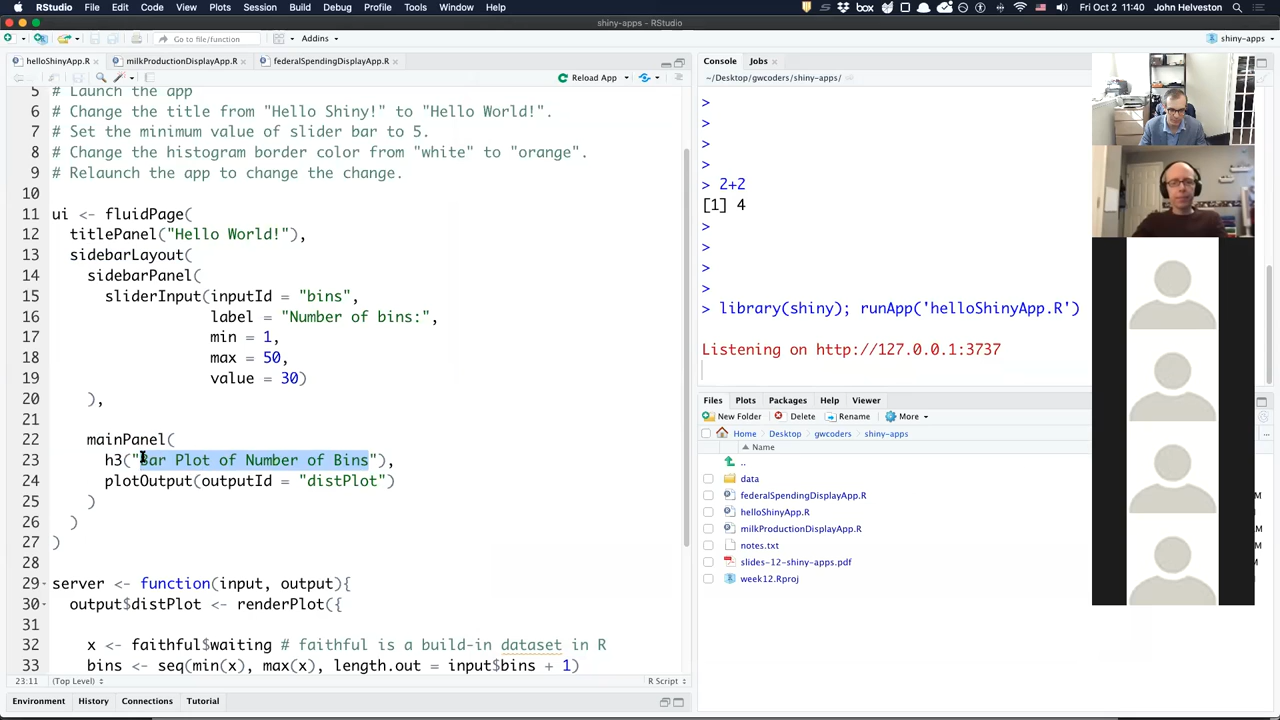 RStudio File Edit Code View Plots Session Build Debug Profile Tools Window Help
box
Fri Oct 2 11:40 John Helveston
shiny-apps – RStudio
Go to file/function Addins shiny-apps
helloShinyApp.R milkProductionDisplayApp.R federalSpendingDisplayApp.R
Reload App
5 # Launch the app
6 # Change the title from "Hello Shiny!" to "Hello World!".
7 # Set the minimum value of slider bar to 5.
8 # Change the histogram border color from "white" to "orange".
9 # Relaunch the app to change the change.
10
11 ui <- fluidPage(
12 titlePanel("Hello World!"),
13 sidebarLayout(
14 sidebarPanel(
15 sliderInput(inputId = "bins",
16 label = "Number of bins:",
17 min = 1,
18 max = 50,
19 value = 30)
20 ),
21
22 mainPanel(
23 h3("Bar Plot of Number of Bins"),
24 plotOutput(outputId = "distPlot")
25 )
26 )
27 )
28
29 server <- function(input, output){
30 output$distPlot <- renderPlot({
31
32 x <- faithful$waiting # faithful is a build-in dataset in R
33 bins <- seq(min(x), max(x), length.out = input$bins + 1)
23:11 (Top Level) R Script
Environment History Connections Tutorial
Console Jobs
~/Desktop/gwcoders/shiny-apps/
>
>
>
>
> 2+2
[1] 4
>
>
>
>
> library(shiny); runApp('helloShinyApp.R')
Listening on http://127.0.0.1:3737
Files Plots Packages Help Viewer
New Folder Delete Rename More
Home Desktop gwcoders shiny-apps
Name
..
data
federalSpendingDisplayApp.R
helloShinyApp.R
milkProductionDisplayApp.R
notes.txt
slides-12-shiny-apps.pdf
week12.Rproj